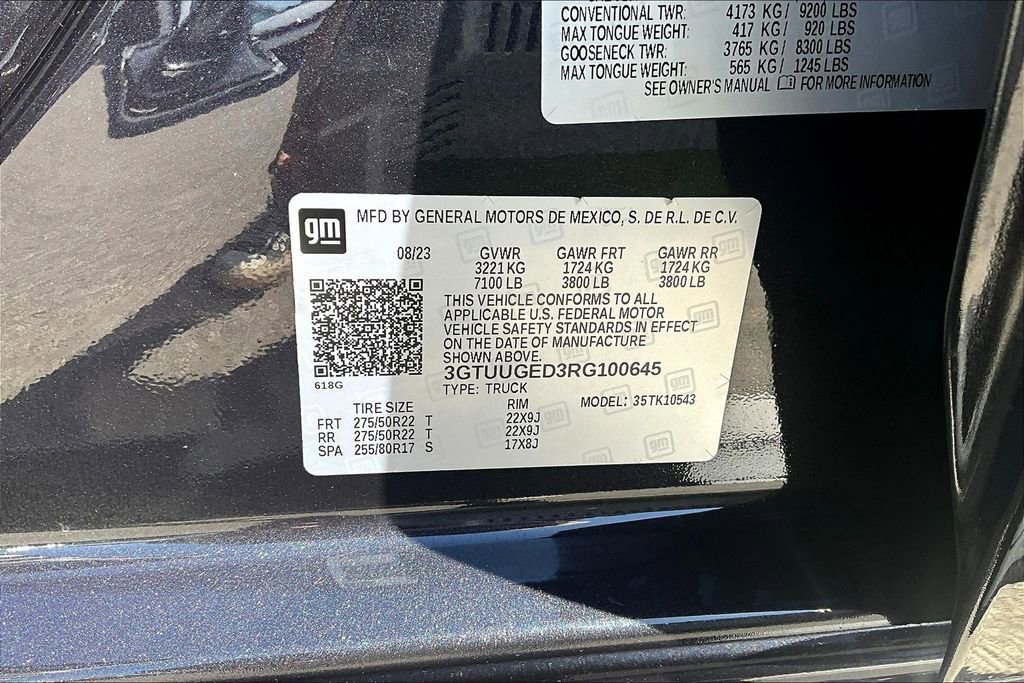 CONVENTIONAL TWR: 4173 KG/ 9200 LBS
MAX TONGUE WEIGHT: 417 KG/ 920 LBS
GOOSENECK TWR: 3765 KG/ 8300 LBS
MAX TONGUE WEIGHT: 565 KG/ 1245 LBS
SEE OWNER'S MANUAL FOR MORE INFORMATION
gm MFD BY GENERAL MOTORS DE MEXICO, S. DE R.L. DE C.V.
08/23 GVWR GAWR FRT GAWR RR
3221 KG 1724 KG 1724 KG
7100 LB 3800 LB 3800 LB
THIS VEHICLE CONFORMS TO ALL
APPLICABLE U.S. FEDERAL MOTOR
VEHICLE SAFETY STANDARDS IN EFFECT
ON THE DATE OF MANUFACTURE
SHOWN ABOVE.
3GTUUGED3RG100645
618G
TYPE: TRUCK
MODEL: 35TK10543
TIRE SIZE RIM
FRT 275/50R22 T 22X9J
RR 275/50R22 T 22X9J
SPA 255/80R17 S 17X8J